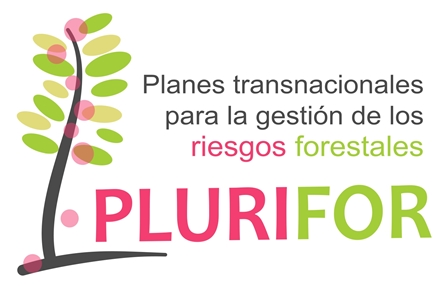 Planes transnacionales
para la gestión de los
riesgos forestales
PLURIFOR